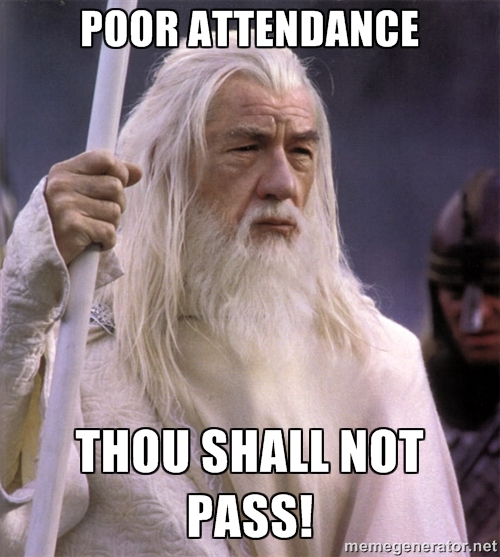 POOR ATTENDANCE
THOU SHALL NOT
PASS!
memegenerator.net